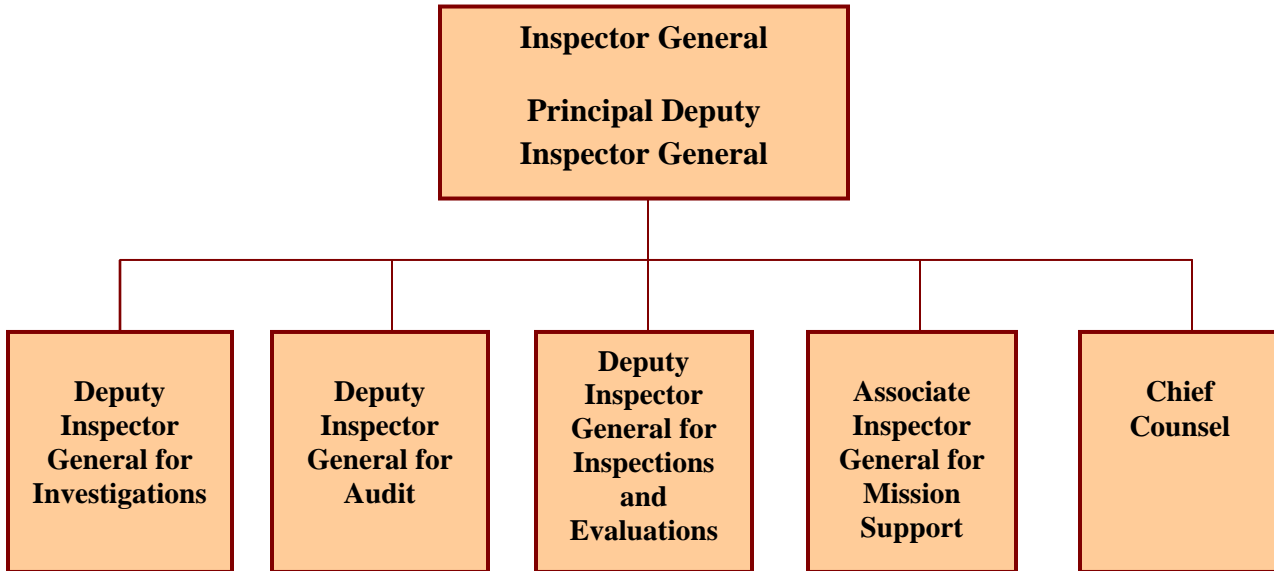 Inspector General
Principal Deputy
Inspector General
Deputy
Inspector
General for
Investigations
Deputy
Inspector
General for
Audit
Deputy
Inspector
General for
Inspections
and
Evaluations
Associate
Inspector
General for
Mission
Support
Chief
Counsel